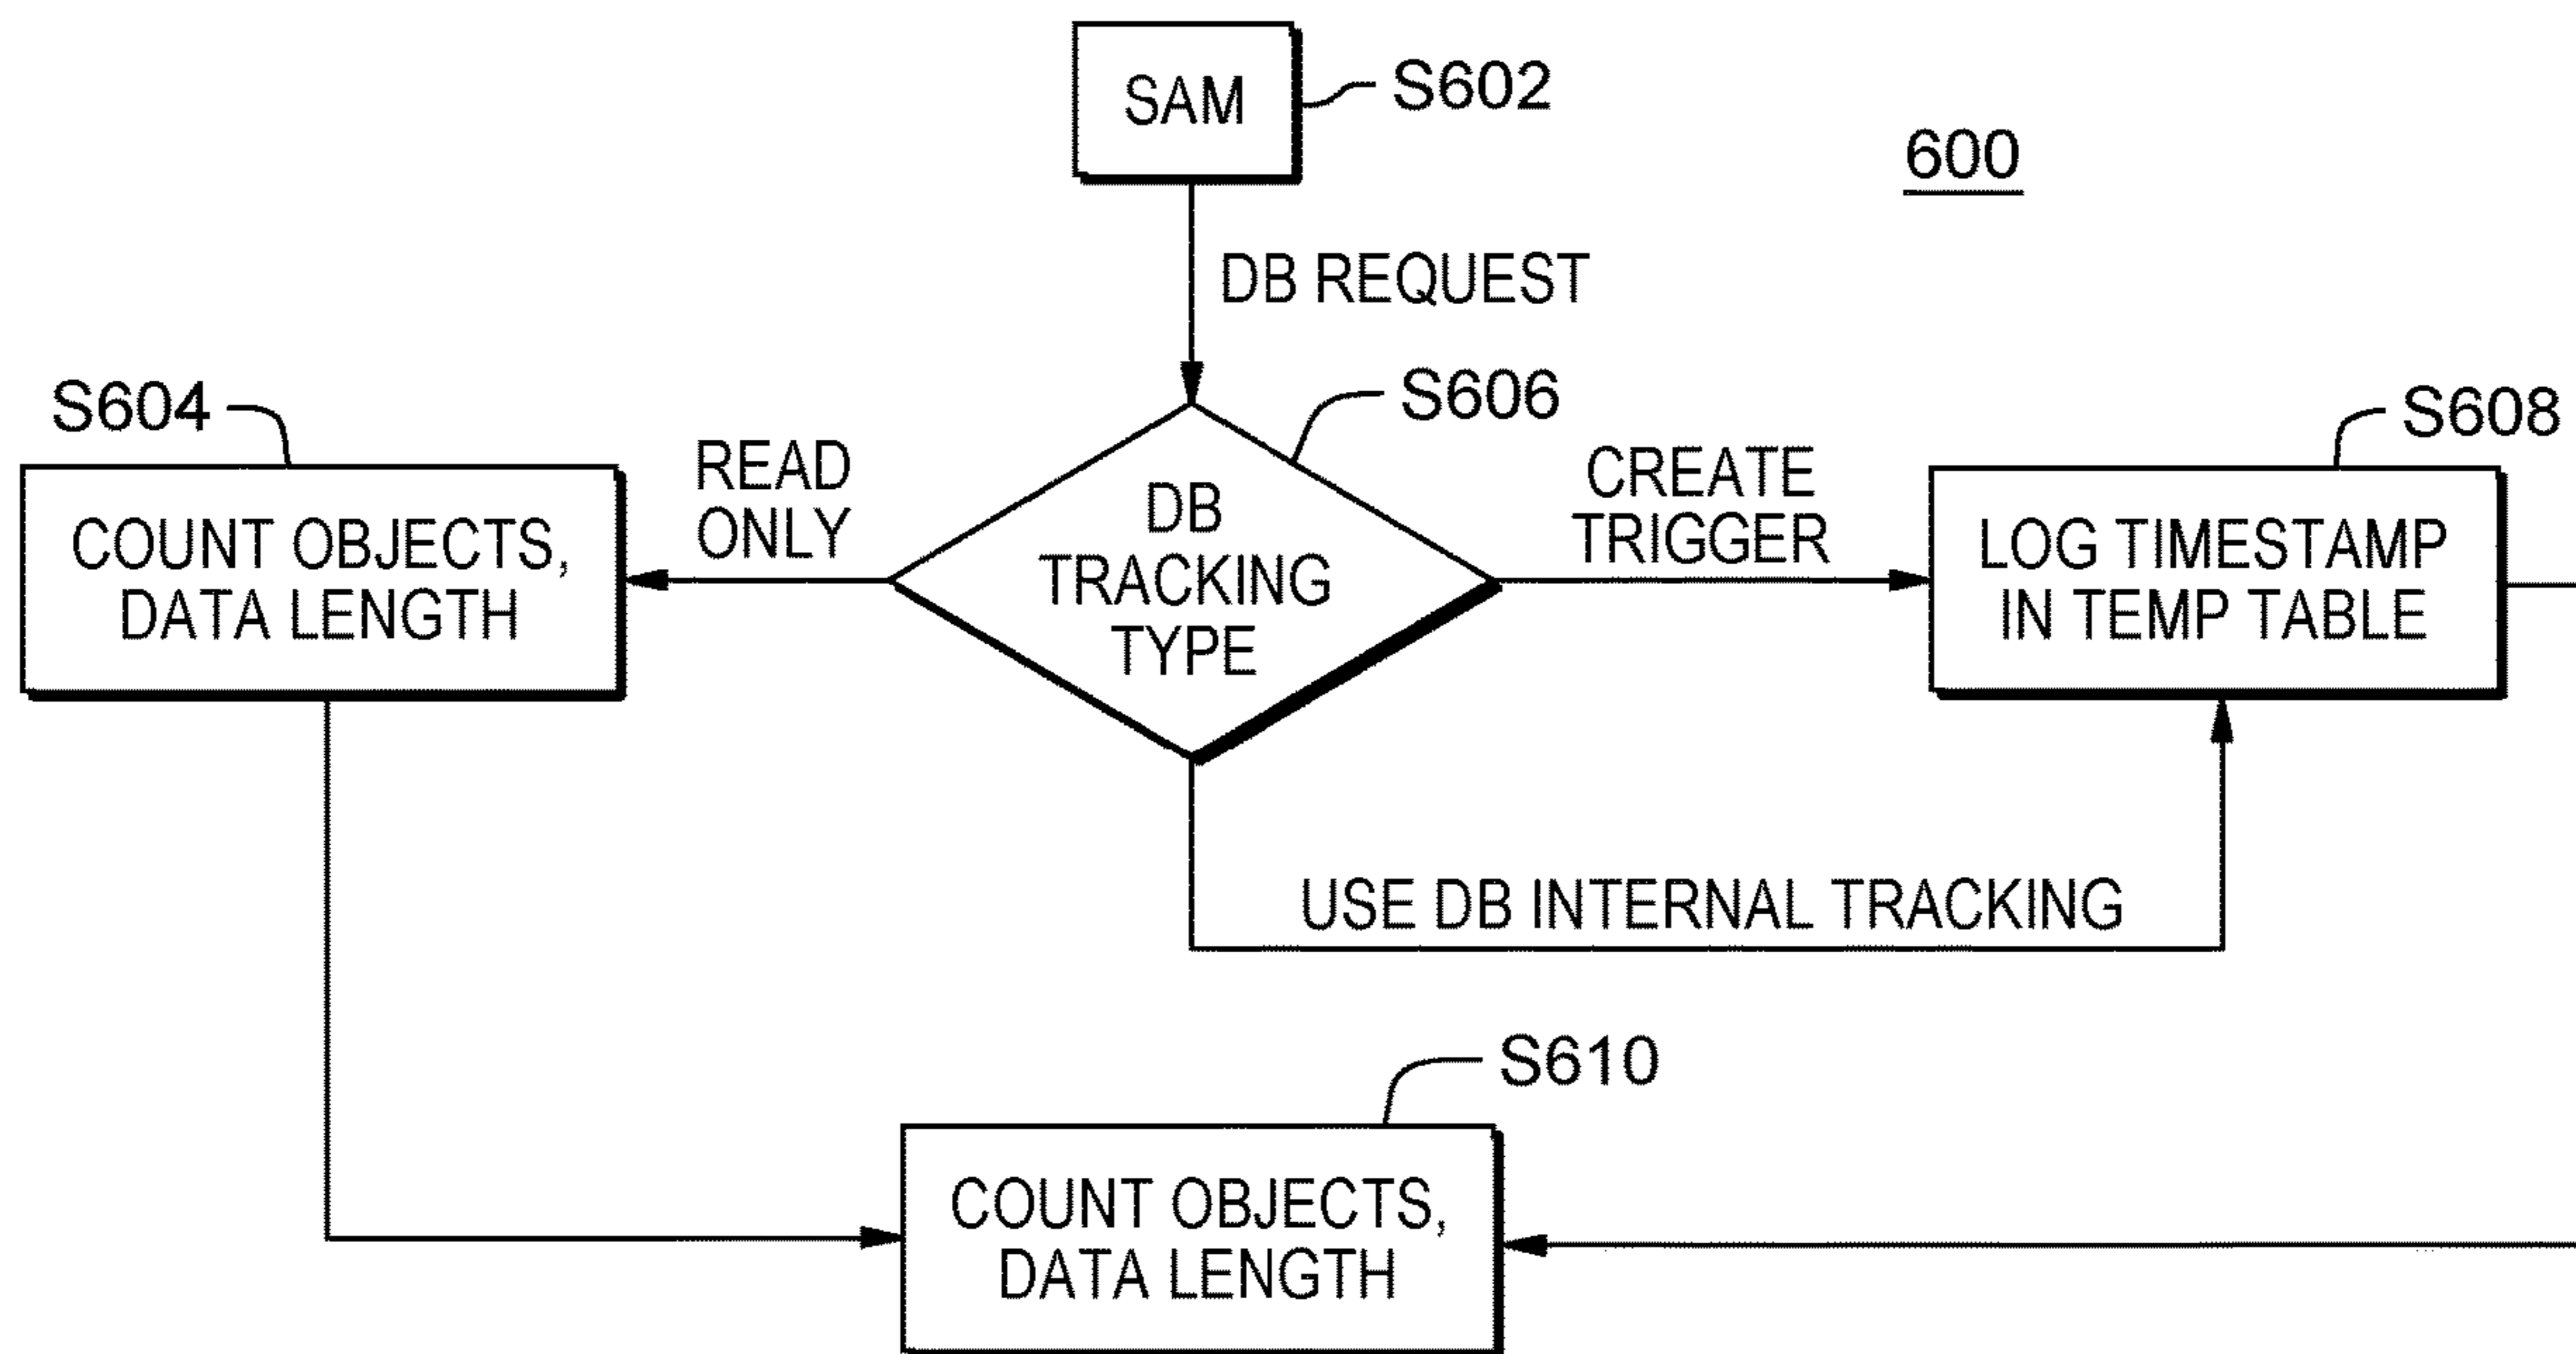 SAM
S602
600
DB REQUEST
S604
S606
S608
READ
ONLY
CREATE
TRIGGER
COUNT OBJECTS,
DATA LENGTH
DB
TRACKING
TYPE
LOG TIMESTAMP
IN TEMP TABLE
USE DB INTERNAL TRACKING
S610
COUNT OBJECTS,
DATA LENGTH